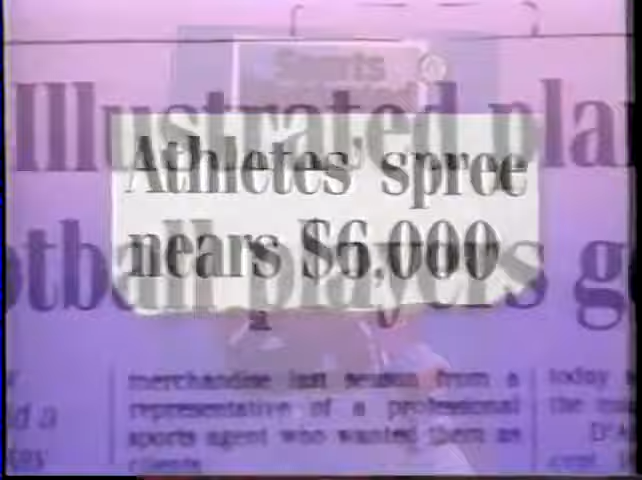 Sports
Illustrated plan
Athletes' spree
otball players g
nears $6,000
merchandise last season from a
representative of a professional
sports agent who wanted them as
clients.
today
the
D'A